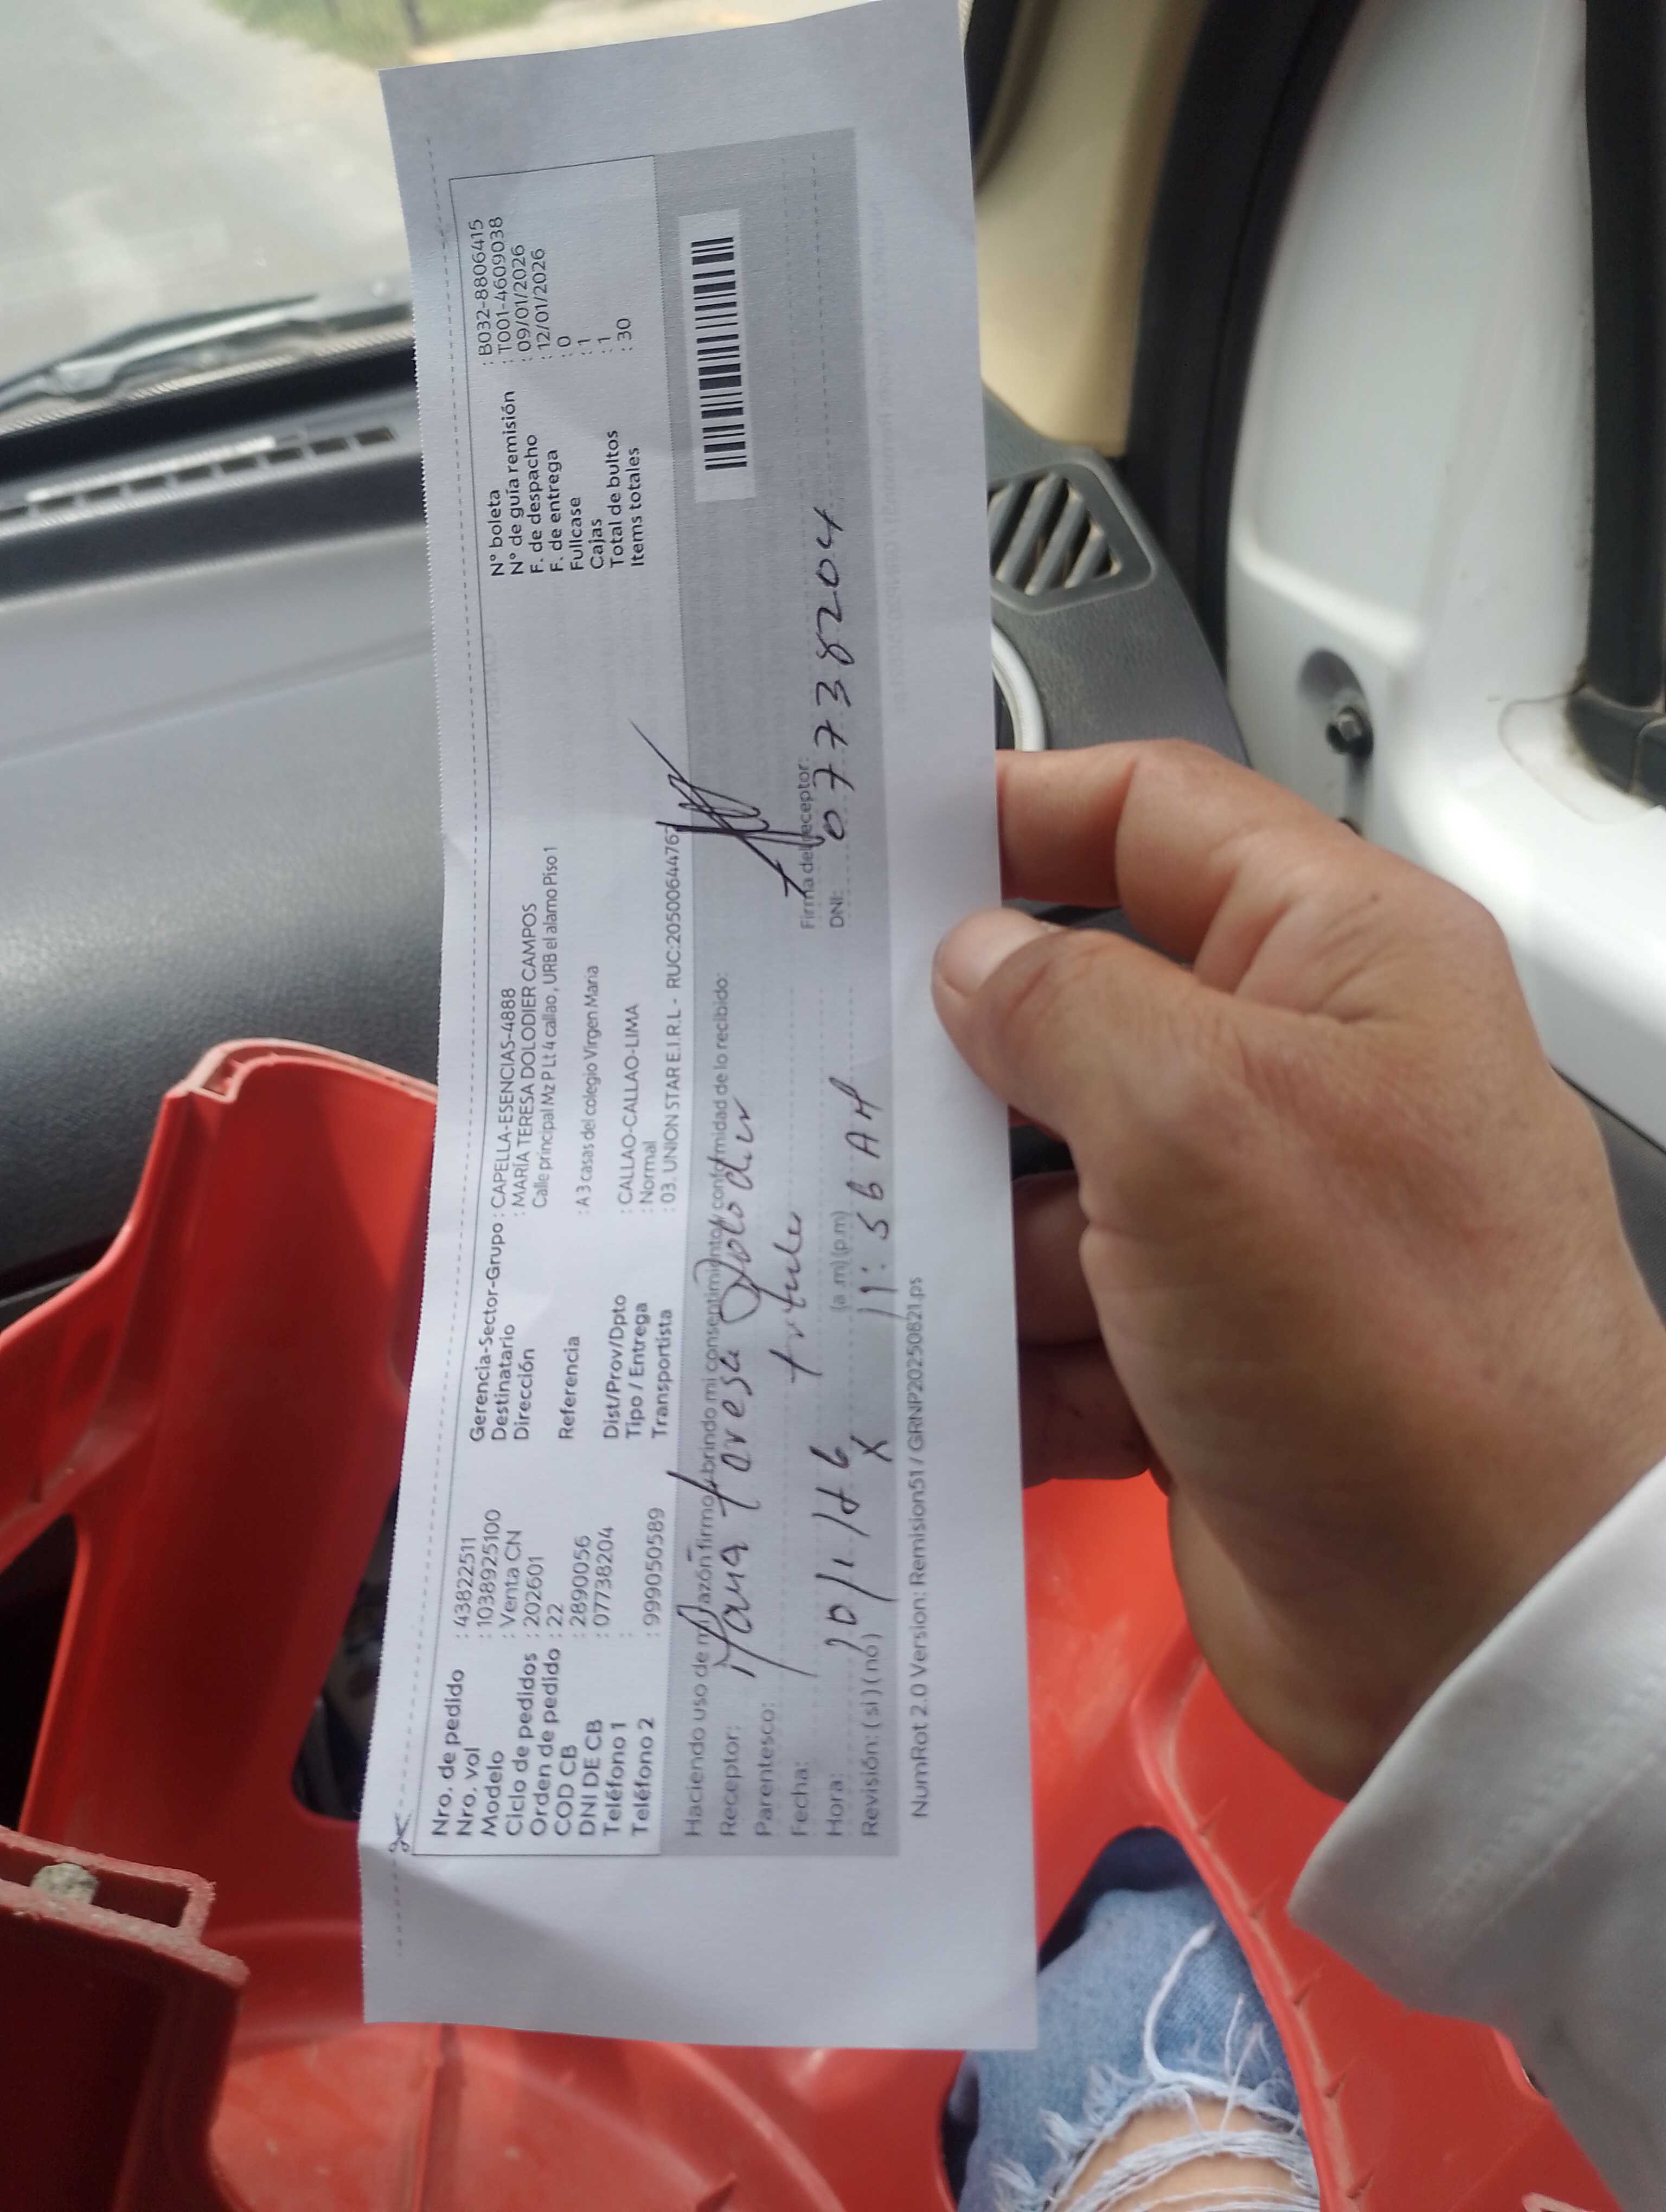 Nro. de pedido : 43822511
Nro. vol : 1038925100
Modelo : Venta CN
Ciclo de pedidos : 202601
Orden de pedido : 22
COD CB : 2890056
DNI DE CB : 07738204
Teléfono 1 :
Teléfono 2 : 999050589
Gerencia-Sector-Grupo : CAPELLA-ESENCIAS-4888
Destinatario : MARÍA TERESA DOLODIER CAMPOS
Dirección Calle principal Mz P Lt 4 callao, URB el alamo Piso 1
Referencia : A 3 casas del colegio Virgen Maria
Dist/Prov/Dpto : CALLAO-CALLAO-LIMA
Tipo / Entrega : Normal
Transportista : 03. UNION STAR E.I.R.L - RUC:20500644767
N° boleta : B032-8806415
N° de guía remisión : T001-4609038
F. de despacho : 09/01/2026
F. de entrega : 12/01/2026
Fullcase : 0
Cajas : 1
Total de bultos : 1
Items totales : 30
Haciendo uso de mi razón firmo y brindo mi consentimiento y conformidad de lo recibido:
Receptor: Maria Teresa
Parentesco:
Fecha:
Hora: (a.m) (p.m) 11:56 AM
Revisión: (si) (no) X
Firma del receptor:
DNI: 07738204
NumRot 2.0 Version: Remision51 / GRNP20250821.ps